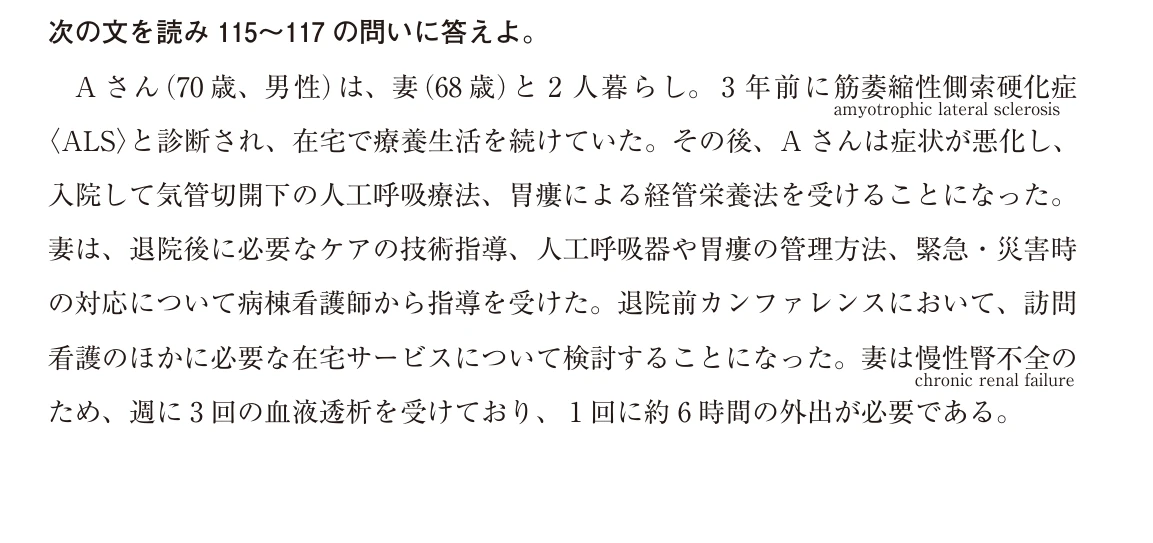 次の文を読み 115～117 の問いに答えよ。
A さん(70 歳、男性)は、妻(68 歳)と 2 人暮らし。3 年前に筋萎縮性側索硬化症
amyotrophic lateral sclerosis
〈ALS〉と診断され、在宅で療養生活を続けていた。その後、A さんは症状が悪化し、
入院して気管切開下の人工呼吸療法、胃瘻による経管栄養法を受けることになった。
妻は、退院後に必要なケアの技術指導、人工呼吸器や胃瘻の管理方法、緊急・災害時
の対応について病棟看護師から指導を受けた。退院前カンファレンスにおいて、訪問
看護のほかに必要な在宅サービスについて検討することになった。妻は慢性腎不全の
chronic renal failure
ため、週に 3 回の血液透析を受けており、1 回に約 6 時間の外出が必要である。